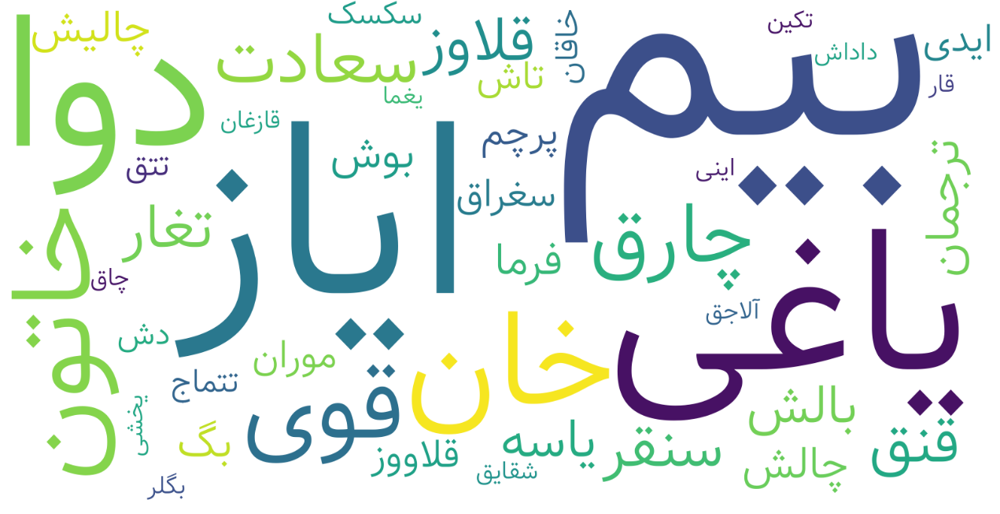 ایدی
تکین
داداش
قار
بیم
خاقان
قلاوز
سکسک
تاش
سعادت
یغما
چالیش
دوا
قازغان
ترجمان
اینی
پرچم
بوش
تتق
سغراق
ایاز
چارق
فرما
تغار
خاتون
چاق
یاغی
آلاجق
خان
دش
موران
تتماج
قوی
بالش
قنق
چالش
سنقر
یاسه
شقایق
قلاووز
بگ
یخشی
بگلر